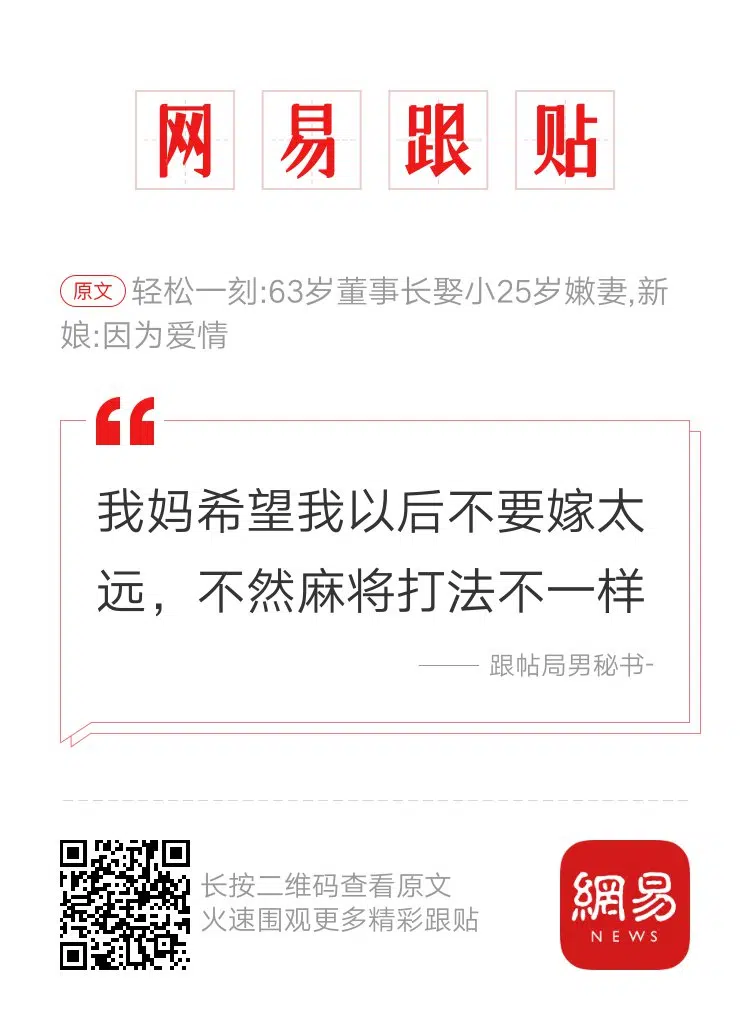 网易跟贴
原文 轻松一刻:63岁董事长娶小25岁嫩妻,新
娘:因为爱情
我妈希望我以后不要嫁太
远，不然麻将打法不一样
—— 跟帖局男秘书-
长按二维码查看原文
火速围观更多精彩跟贴
網易
NEWS